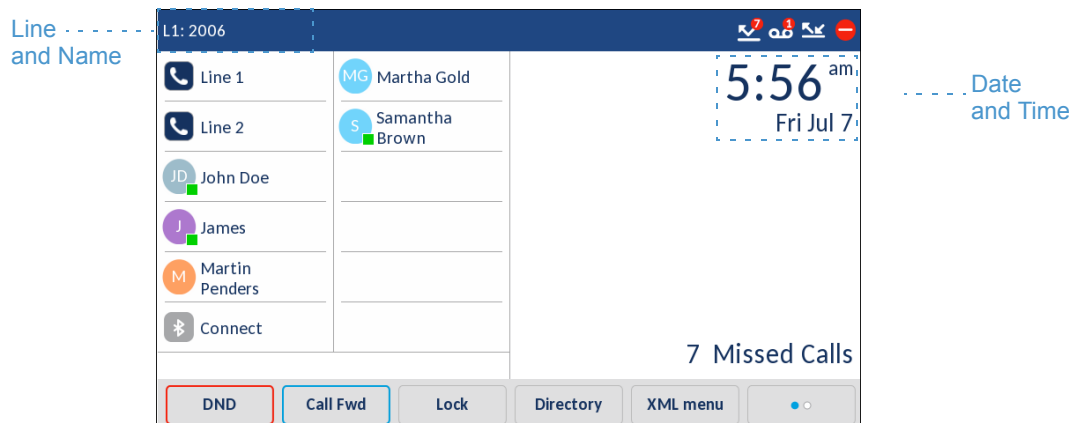 Line
and Name
L1: 2006
7
1
Line 1
MG Martha Gold
5:56 am
Date
and Time
Line 2
S Samantha
Brown
Fri Jul 7
JD John Doe
J James
M Martin
Penders
Connect
7 Missed Calls
DND
Call Fwd
Lock
Directory
XML menu